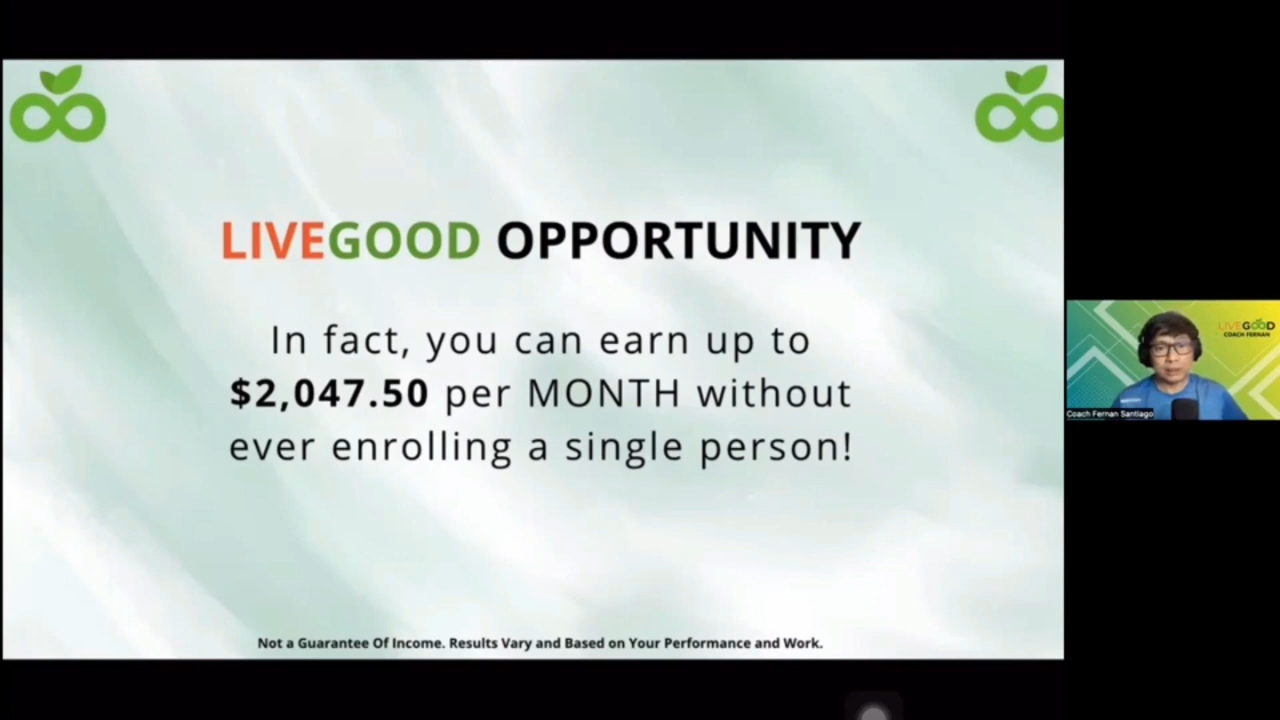 LIVEGOOD OPPORTUNITY
In fact, you can earn up to
$2,047.50 per MONTH without
ever enrolling a single person!
Not a Guarantee Of Income. Results Vary and Based on Your Performance and Work.
LIVEGOOD
COACH FERNAN
Coach Fernan Santiago